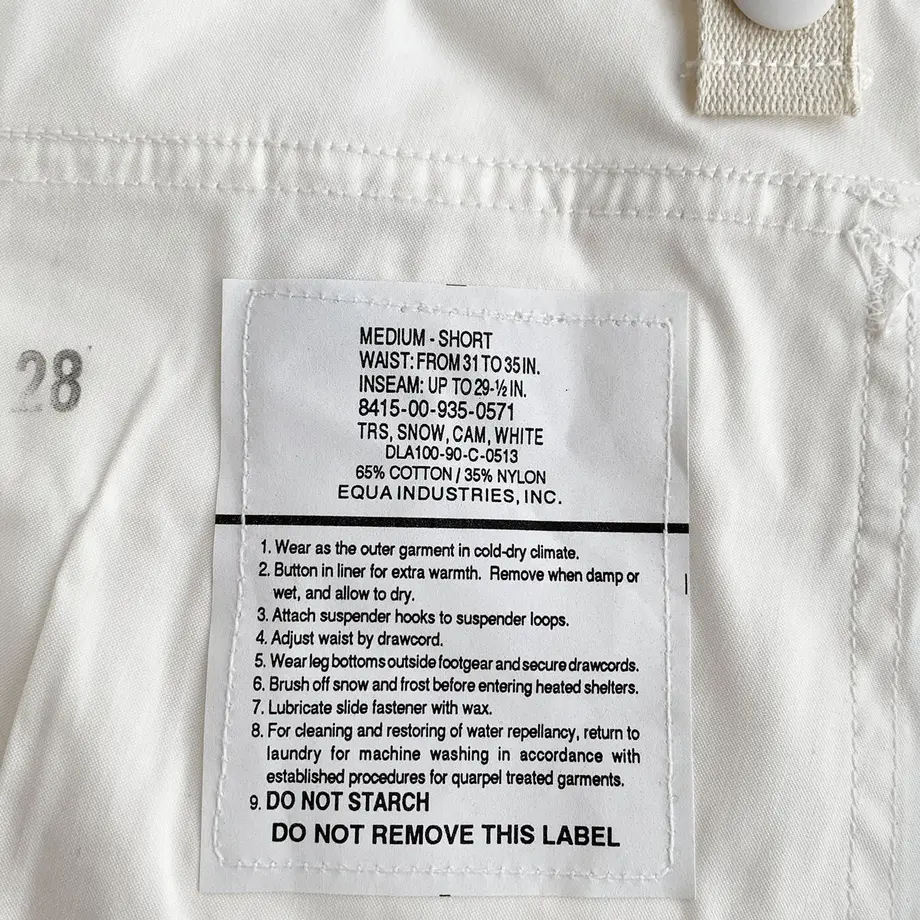 28
MEDIUM - SHORT
WAIST: FROM 31 TO 35 IN.
INSEAM: UP TO 29-½ IN.
8415-00-935-0571
TRS, SNOW, CAM, WHITE
DLA100-90-C-0513
65% COTTON / 35% NYLON
EQUA INDUSTRIES, INC.
1. Wear as the outer garment in cold-dry climate.
2. Button in liner for extra warmth. Remove when damp or
wet, and allow to dry.
3. Attach suspender hooks to suspender loops.
4. Adjust waist by drawcord.
5. Wear leg bottoms outside footgear and secure drawcords.
6. Brush off snow and frost before entering heated shelters.
7. Lubricate slide fastener with wax.
8. For cleaning and restoring of water repellancy, return to
laundry for machine washing in accordance with
established procedures for quarpel treated garments.
9. DO NOT STARCH
DO NOT REMOVE THIS LABEL